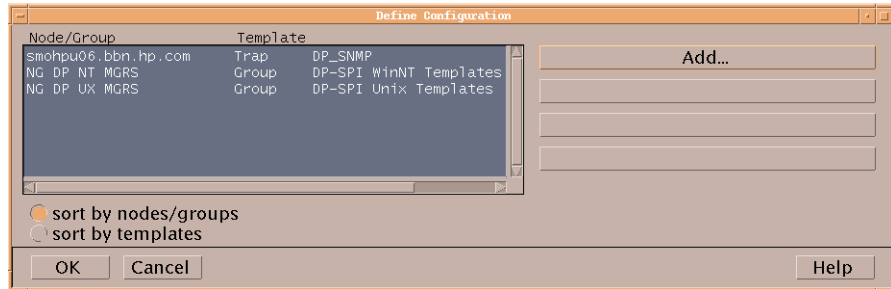 Define Configuration
Node/Group Template
smohpu06.bbn.hp.com Trap DP_SNMP
NG DP NT MGRS Group DP-SPI WinNT Templates
NG DP UX MGRS Group DP-SPI Unix Templates
Add...
sort by nodes/groups
sort by templates
OK Cancel Help